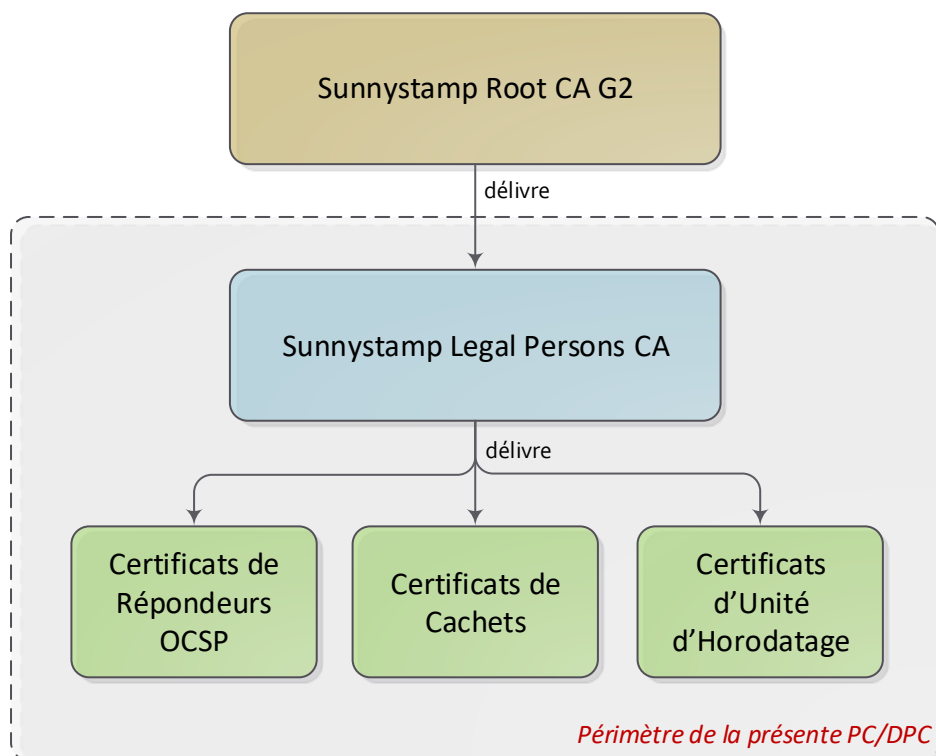 Sunnystamp Root CA G2
délivre
Sunnystamp Legal Persons CA
délivre
Certificats de
Répondeurs
OCSP
Certificats de
Cachets
Certificats
d’Unité
d’Horodatage
Périmètre de la présente PC/DPC